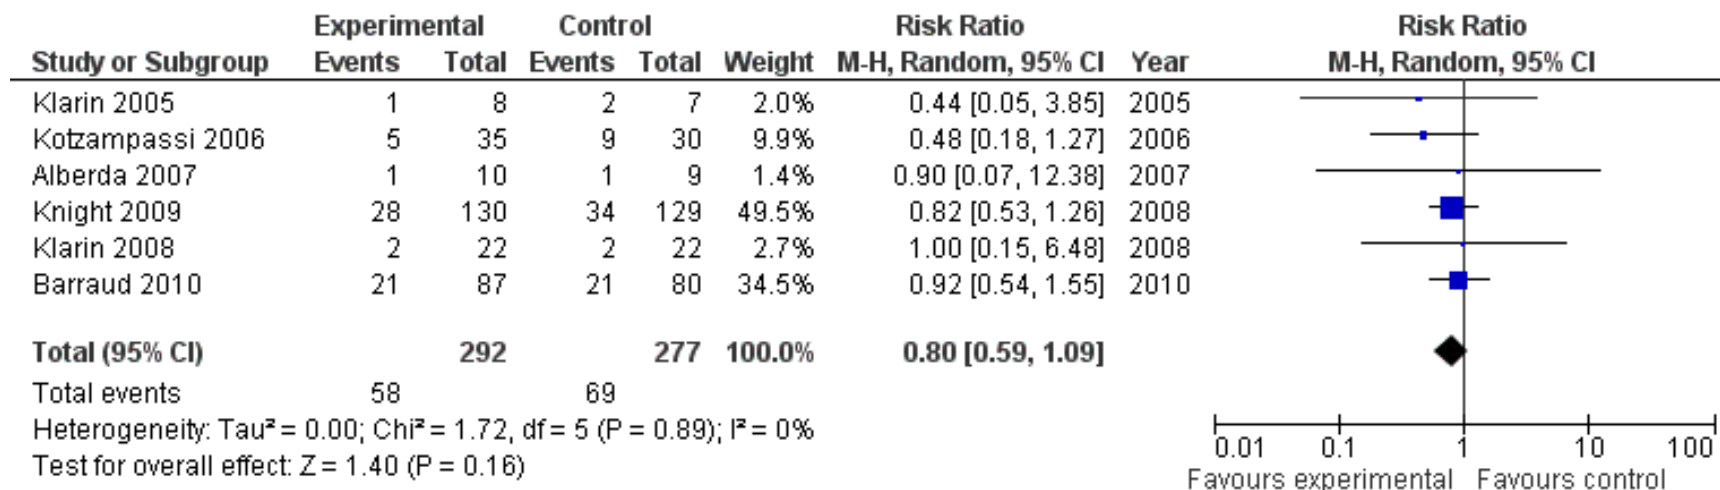 Experimental Control Risk Ratio Risk Ratio
Study or Subgroup Events Total Events Total Weight M-H, Random, 95% CI Year M-H, Random, 95% CI
Klarin 2005 1 8 2 7 2.0% 0.44 [0.05, 3.85] 2005
Kotzampassi 2006 5 35 9 30 9.9% 0.48 [0.18, 1.27] 2006
Alberda 2007 1 10 1 9 1.4% 0.90 [0.07, 12.38] 2007
Knight 2009 28 130 34 129 49.5% 0.82 [0.53, 1.26] 2008
Klarin 2008 2 22 2 22 2.7% 1.00 [0.15, 6.48] 2008
Barraud 2010 21 87 21 80 34.5% 0.92 [0.54, 1.55] 2010
Total (95% CI) 292 277 100.0% 0.80 [0.59, 1.09]
Total events 58 69
Heterogeneity: Tau² = 0.00; Chi² = 1.72, df = 5 (P = 0.89); I² = 0%
Test for overall effect: Z = 1.40 (P = 0.16)
0.01 0.1 1 10 100
Favours experimental Favours control